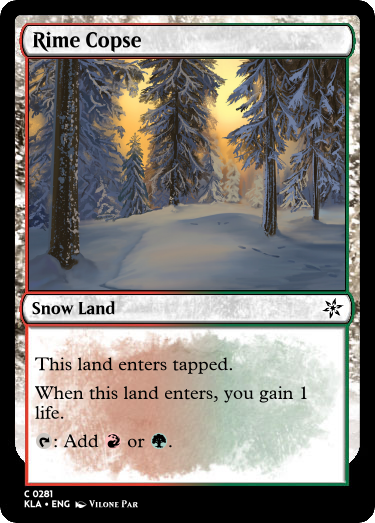 Rime Copse
Snow Land
This land enters tapped.
When this land enters, you gain 1
life.
: Add or .
C 0281
KLA • ENG Vilone Par